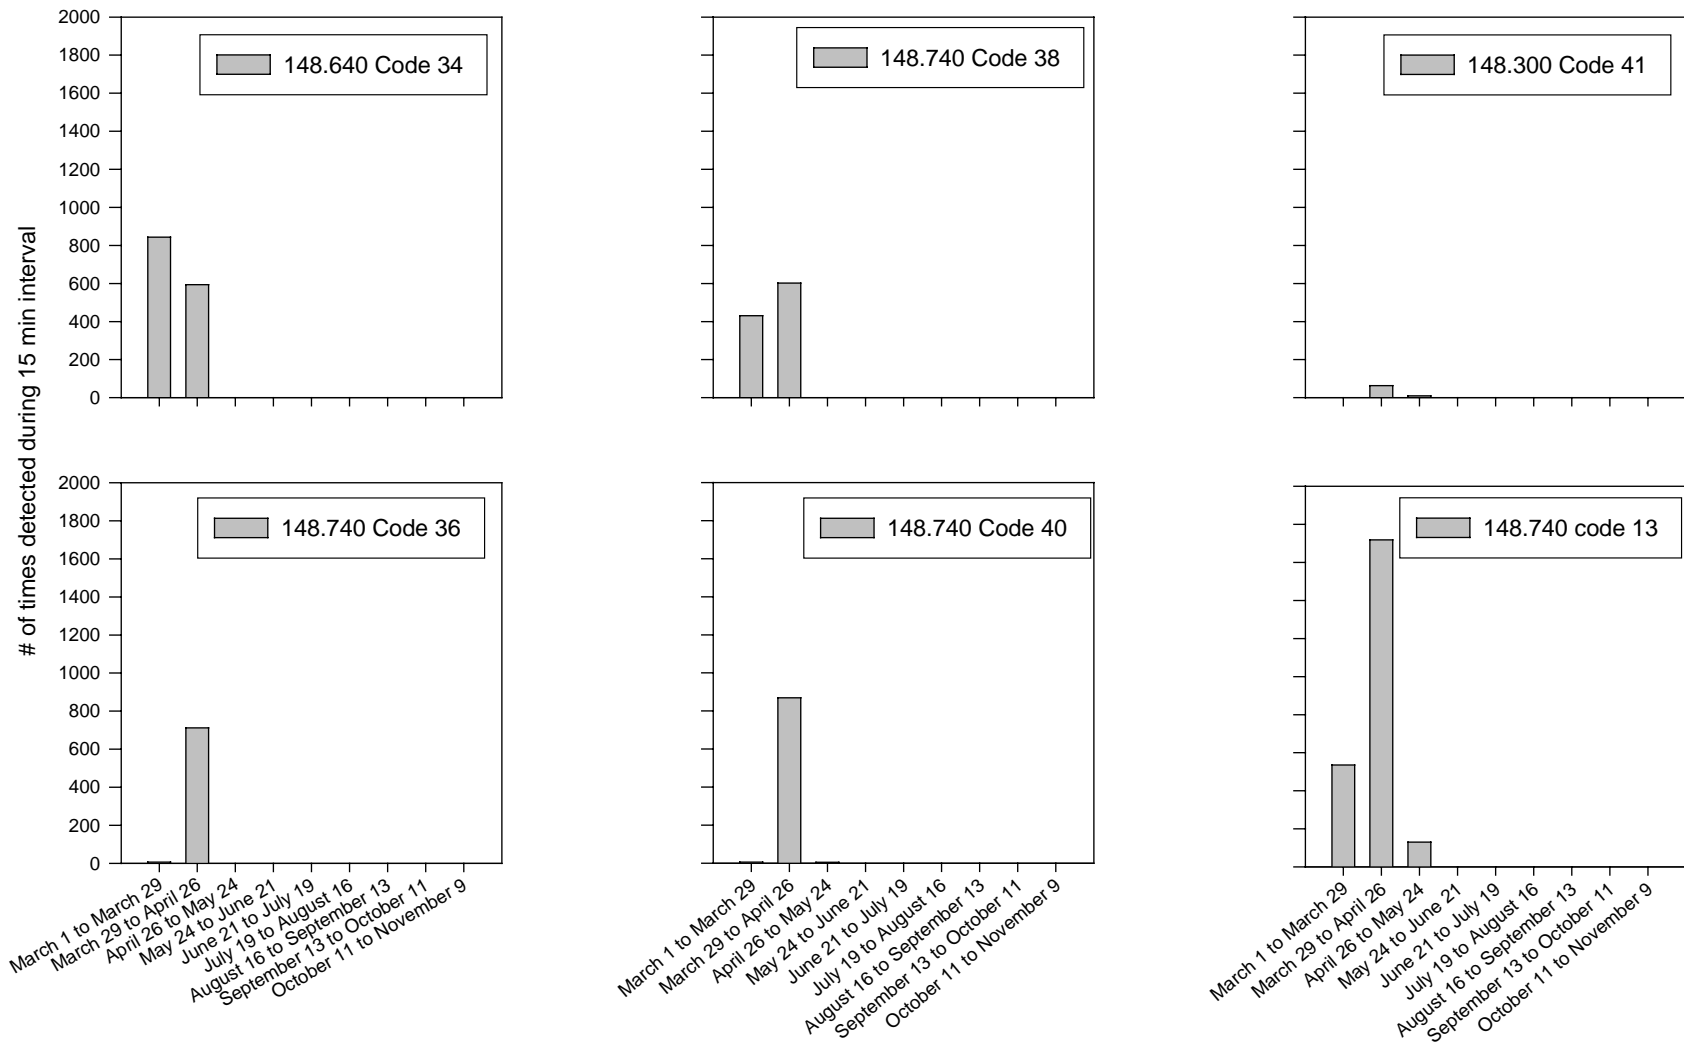 # of times detected during 15 min interval
2000
1800
1600
1400
1200
1000
800
600
400
200
0
148.640 Code 34
148.740 Code 38
148.300 Code 41
2000
1800
1600
1400
1200
1000
800
600
400
200
0
148.740 Code 36
148.740 Code 40
148.740 code 13
March 1 to March 29
March 29 to April 26
April 26 to May 24
May 24 to June 21
June 21 to July 19
July 19 to August 16
August 16 to September 13
September 13 to October 11
October 11 to November 9
March 1 to March 29
March 29 to April 26
April 26 to May 24
May 24 to June 21
June 21 to July 19
July 19 to August 16
August 16 to September 13
September 13 to October 11
October 11 to November 9
March 1 to March 29
March 29 to April 26
April 26 to May 24
May 24 to June 21
June 21 to July 19
July 19 to August 16
August 16 to September 13
September 13 to October 11
October 11 to November 9